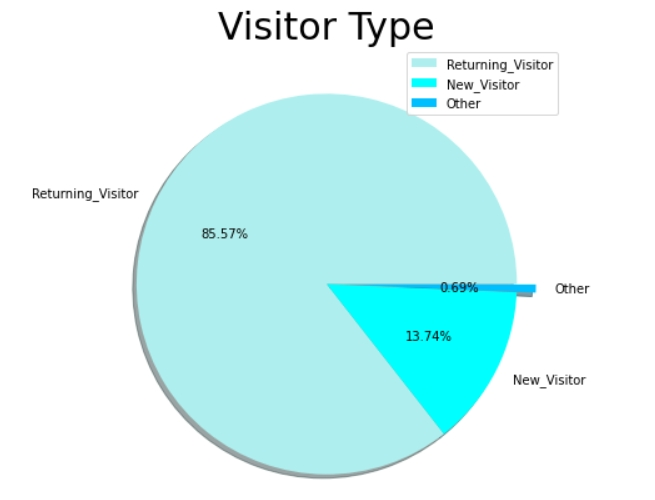 Visitor Type
Returning_Visitor
New_Visitor
Other
Returning_Visitor
85.57%
0.69%
Other
13.74%
New_Visitor